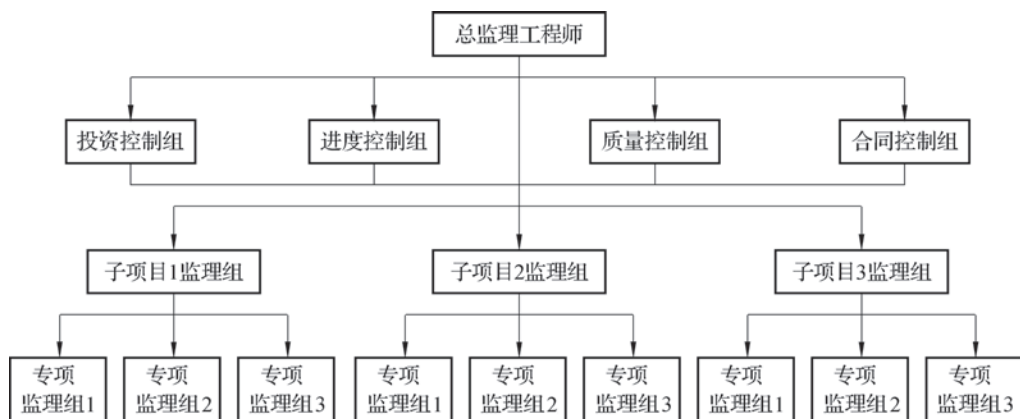 总监理工程师
投资控制组
进度控制组
质量控制组
合同控制组
子项目1监理组
子项目2监理组
子项目3监理组
专项
监理组1
专项
监理组2
专项
监理组3
专项
监理组1
专项
监理组2
专项
监理组3
专项
监理组1
专项
监理组2
专项
监理组3